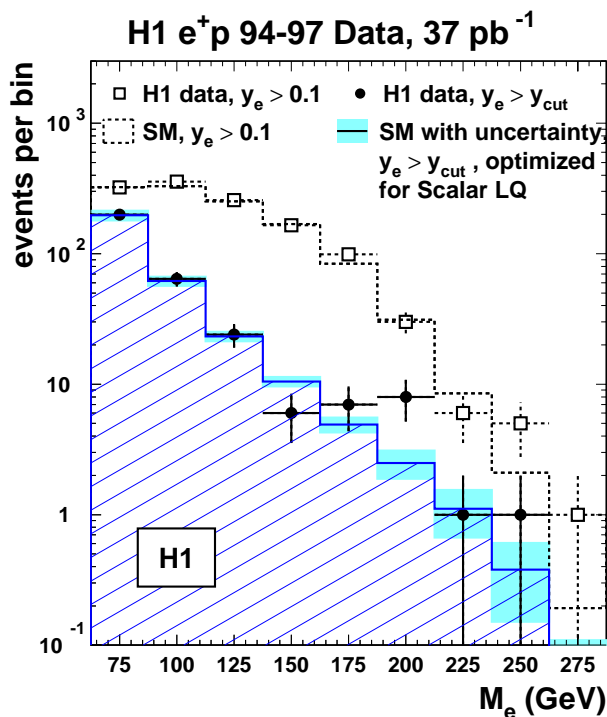 H1 e⁺p 94-97 Data, 37 pb⁻¹
events per bin
H1 data, yₑ > 0.1
H1 data, yₑ > y_cut
SM, yₑ > 0.1
SM with uncertainty
yₑ > y_cut , optimized
for Scalar LQ
10³
10²
10
1
10⁻¹
H1
75 100 125 150 175 200 225 250 275
Mₑ (GeV)